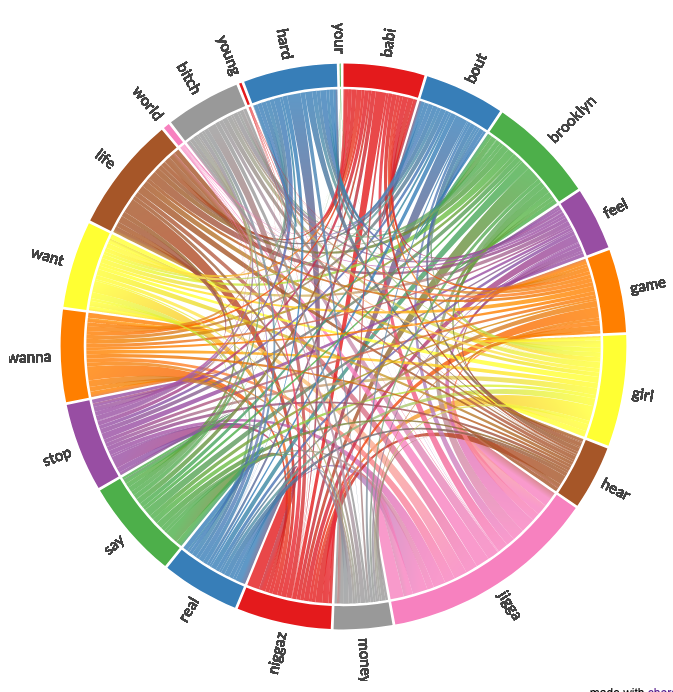 your
babi
bout
brooklyn
feel
game
girl
hear
jigga
money
niggaz
real
say
stop
wanna
want
life
world
bitch
young
hard
made with